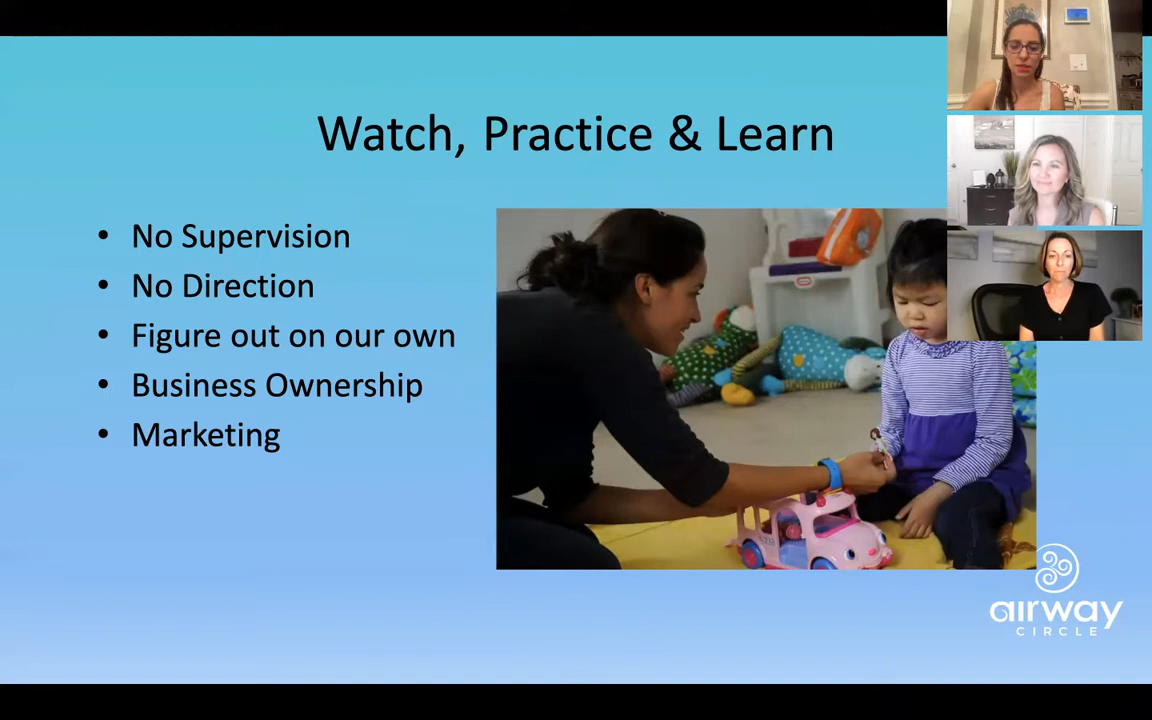 Watch, Practice & Learn
• No Supervision
• No Direction
• Figure out on our own
• Business Ownership
• Marketing
airway
CIRCLE